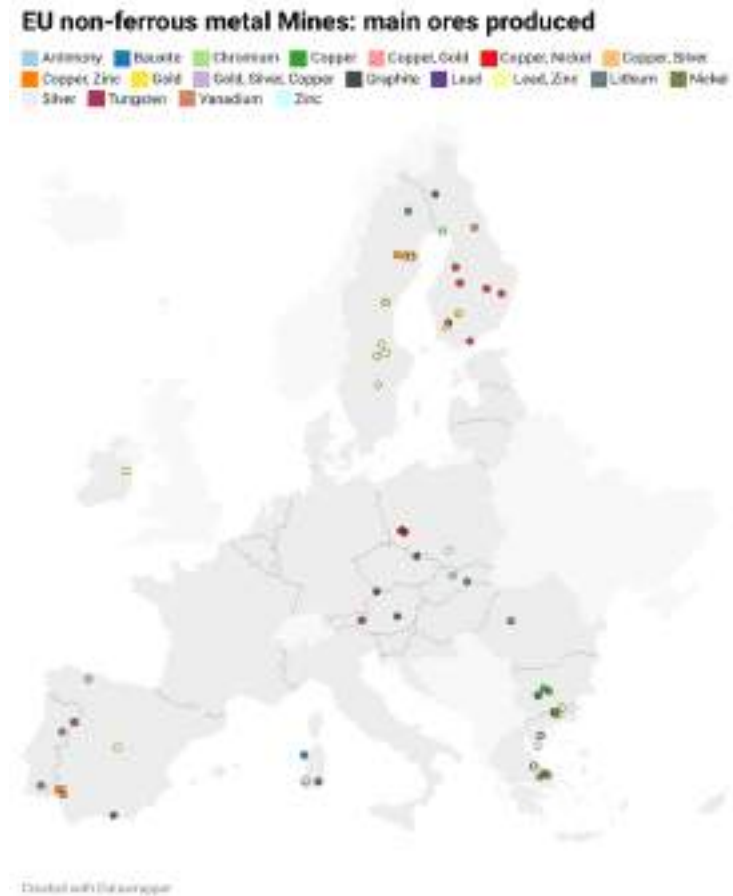 EU non-ferrous metal Mines: main ores produced
Antimony Bauxite Chromium Copper Copper, Gold Copper, Nickel Copper, Silver
Copper, Zinc Gold Gold, Silver, Copper Graphite Lead Lead, Zinc Lithium Nickel
Silver Tungsten Vanadium Zinc
Created with Datawrapper